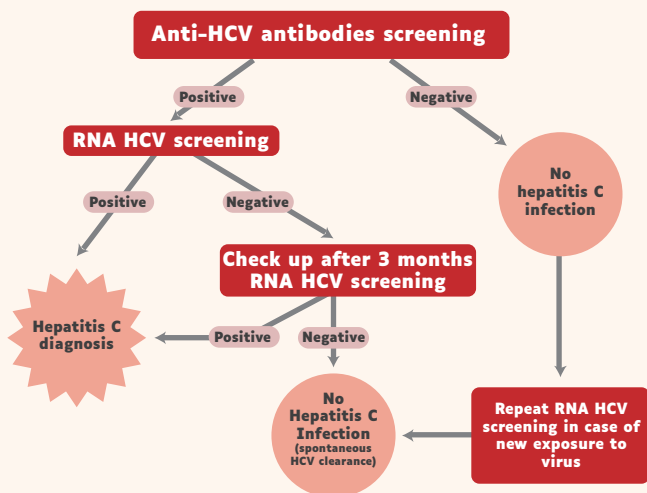 Anti-HCV antibodies screening
Positive
Negative
RNA HCV screening
No
hepatitis C
infection
Positive
Negative
Check up after 3 months
RNA HCV screening
Hepatitis C
diagnosis
Positive
Negative
No
Hepatitis C
Infection
(spontaneous
HCV clearance)
Repeat RNA HCV
screening in case of
new exposure to
virus